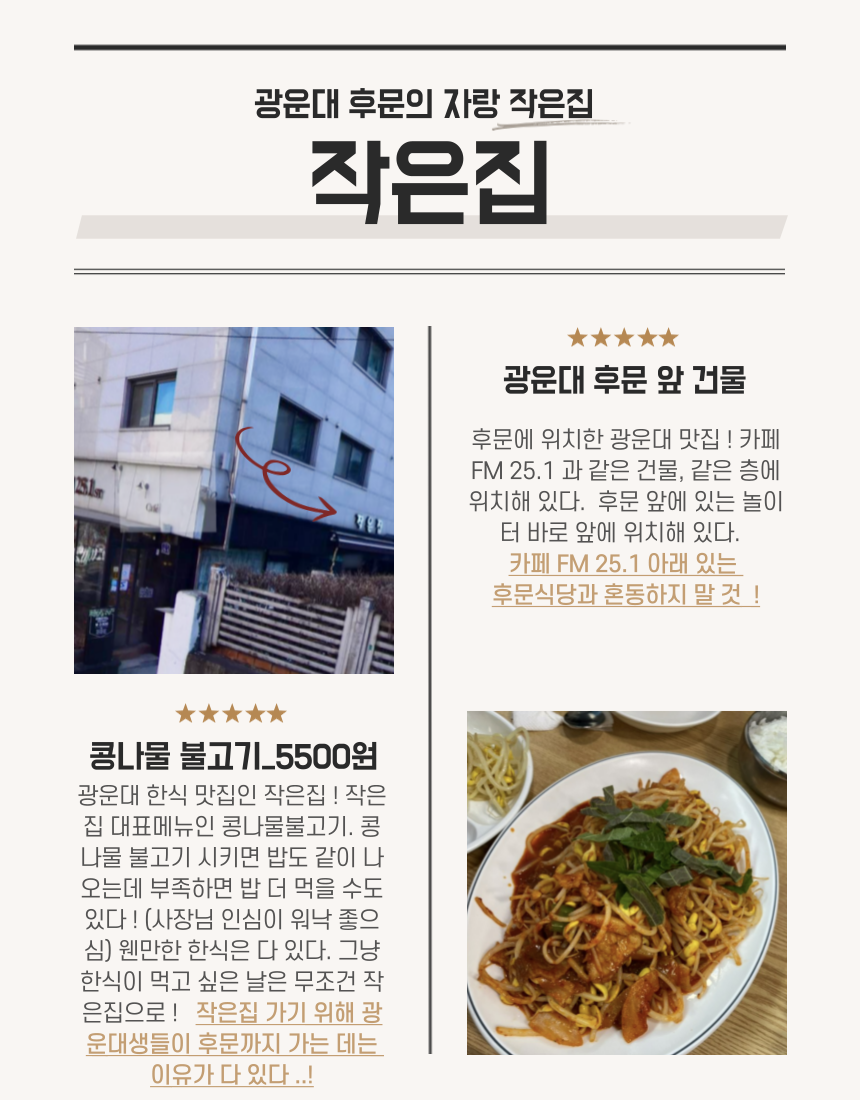 광운대 후문의 자랑 작은집
작은집
광운대 후문 앞 건물
후문에 위치한 광운대 맛집 ! 카페
FM 25.1 과 같은 건물, 같은 층에
위치해 있다.  후문 앞에 있는 놀이
터 바로 앞에 위치해 있다.
카페 FM 25.1 아래 있는
후문식당과 혼동하지 말 것  !
25.1
작은집
콩나물 불고기_5500원
광운대 한식 맛집인 작은집 ! 작은
집 대표메뉴인 콩나물불고기. 콩
나물 불고기 시키면 밥도 같이 나
오는데 부족하면 밥 더 먹을 수도
있다 ! (사장님 인심이 워낙 좋으
심) 웬만한 한식은 다 있다. 그냥
한식이 먹고 싶은 날은 무조건 작
은집으로 !   작은집 가기 위해 광
운대생들이 후문까지 가는 데는
이유가 다 있다 ..!